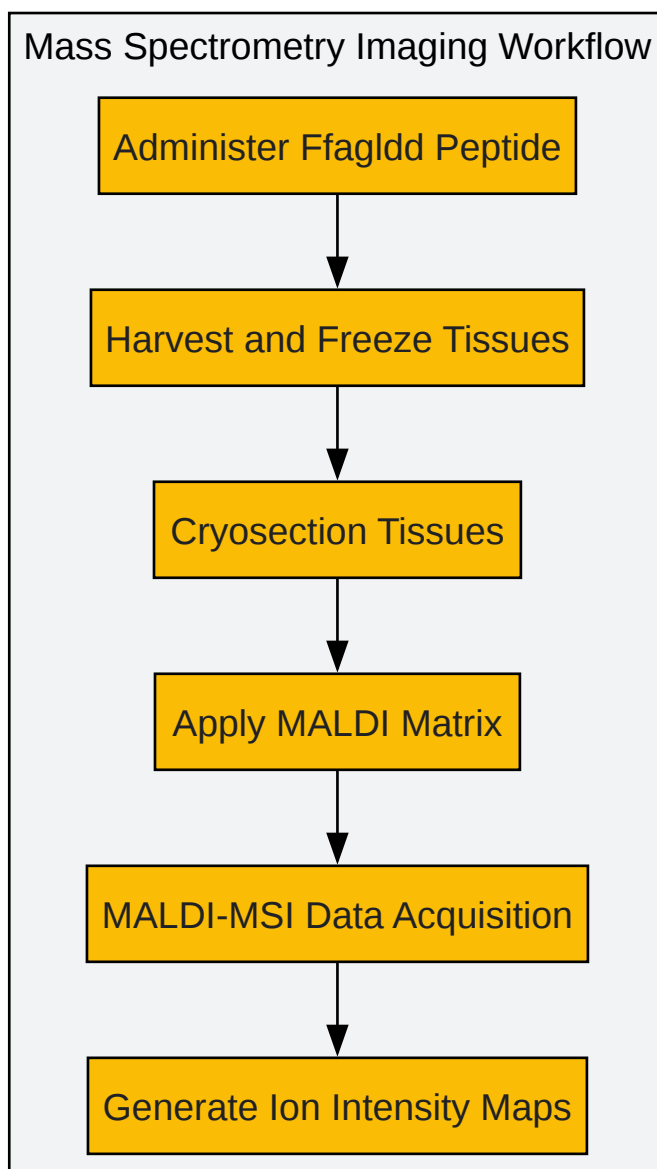 Mass Spectrometry Imaging Workflow
Administer Ffagldd Peptide
Harvest and Freeze Tissues
Cryosection Tissues
Apply MALDI Matrix
MALDI-MSI Data Acquisition
Generate Ion Intensity Maps